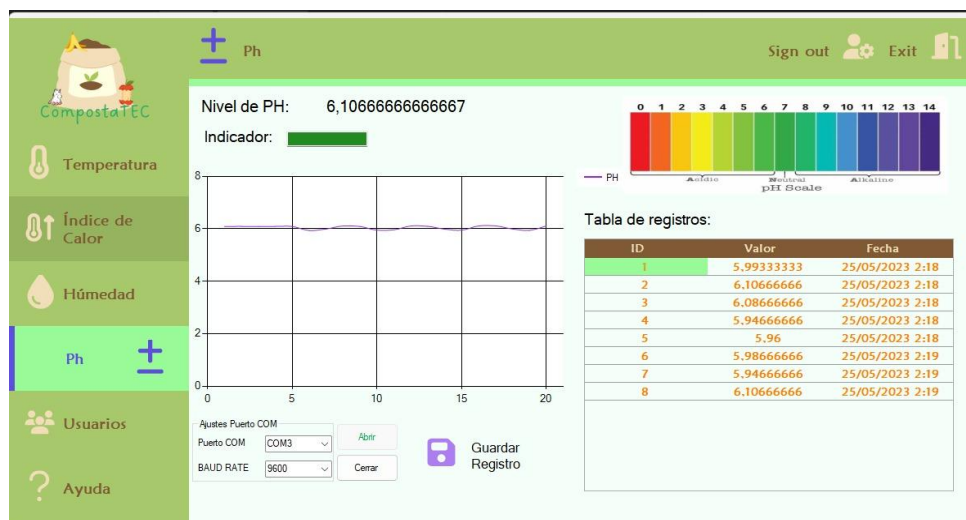 Ph
Sign out
Exit
CompostaTEC
Temperatura
Índice de
Calor
Húmedad
Ph
Usuarios
Ayuda
Nivel de PH: 6,10666666666667
Indicador:
8
6
4
2
0
0 5 10 15 20
PH
0 1 2 3 4 5 6 7 8 9 10 11 12 13 14
Acidic Neutral Alkaline
pH Scale
Ajustes Puerto COM
Puerto COM COM3 Abrir
BAUD RATE 9600 Cerrar
Guardar
Registro
Tabla de registros:
ID Valor Fecha
1 5,99333333 25/05/2023 2:18
2 6,10666666 25/05/2023 2:18
3 6,08666666 25/05/2023 2:18
4 5,94666666 25/05/2023 2:18
5 5,96 25/05/2023 2:18
6 5,98666666 25/05/2023 2:19
7 5,94666666 25/05/2023 2:19
8 6,10666666 25/05/2023 2:19